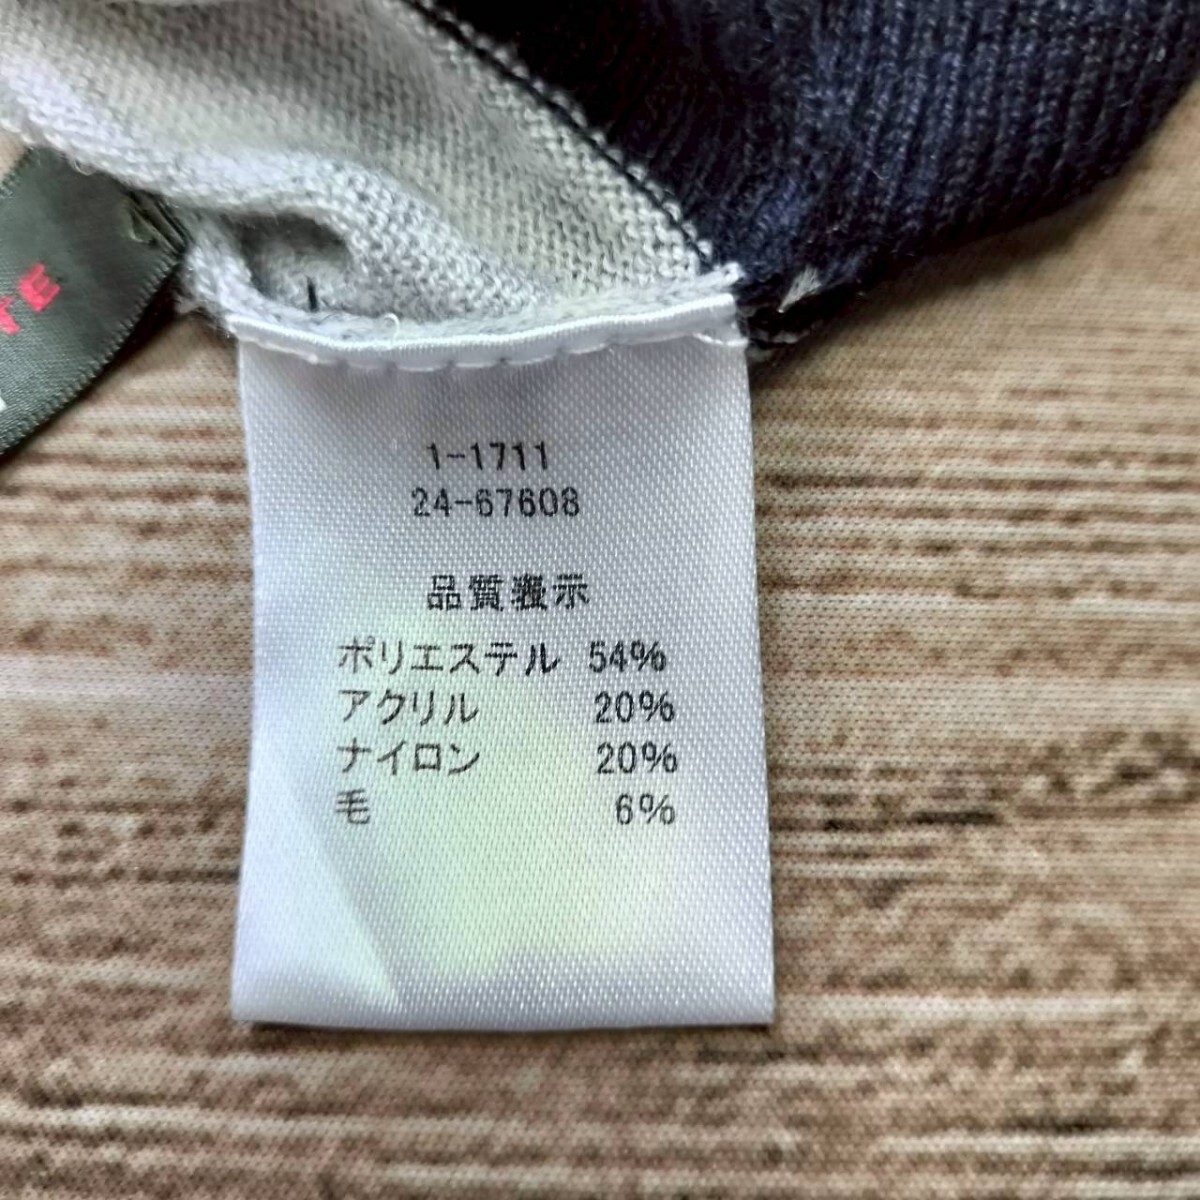 TE
1-1711
24-67608
品質表示
ポリエステル 54%
アクリル 20%
ナイロン 20%
毛 6%